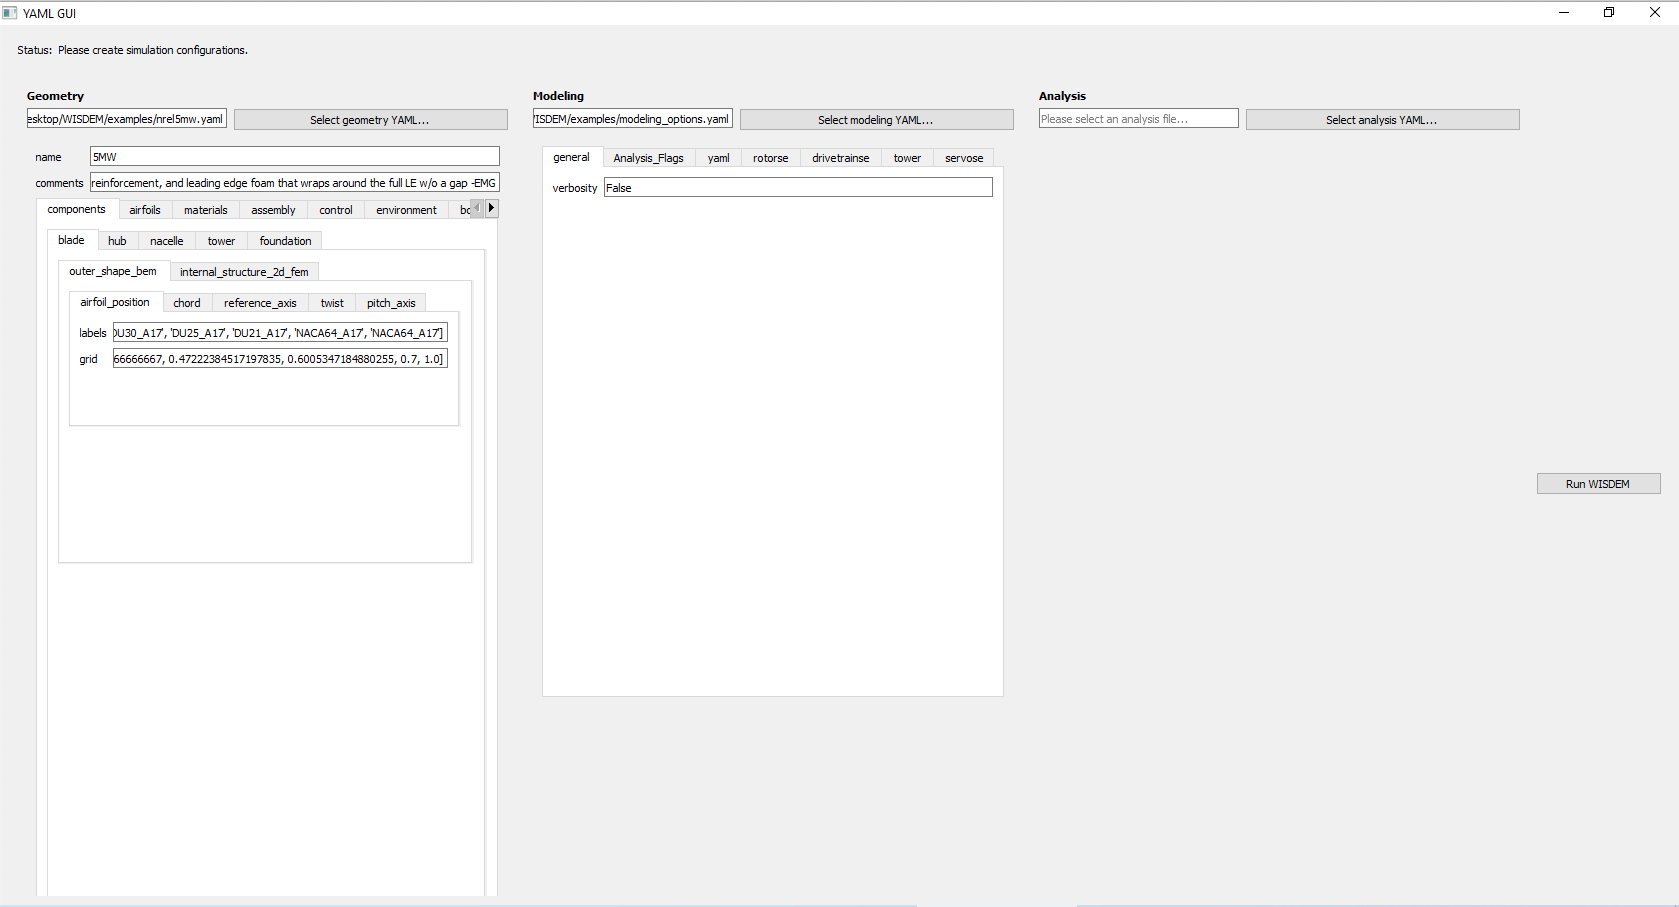 YAML GUI
Status: Please create simulation configurations.
Geometry
esktop/WISDEM/examples/nrel5mw.yaml
Select geometry YAML...
name
5MW
comments
reinforcement, and leading edge foam that wraps around the full LE w/o a gap -EMG
components airfoils materials assembly control environment bo
blade hub nacelle tower foundation
outer_shape_bem internal_structure_2d_fem
airfoil_position chord reference_axis twist pitch_axis
labels
DU30_A17', 'DU25_A17', 'DU21_A17', 'NACA64_A17', 'NACA64_A17']
grid
66666667, 0.47222384517197835, 0.6005347184880255, 0.7, 1.0]
Modeling
/ISDEM/examples/modeling_options.yaml
Select modeling YAML...
general Analysis_Flags yaml rotorse drivetrainse tower servose
verbosity
False
Analysis
Please select an analysis file...
Select analysis YAML...
Run WISDEM